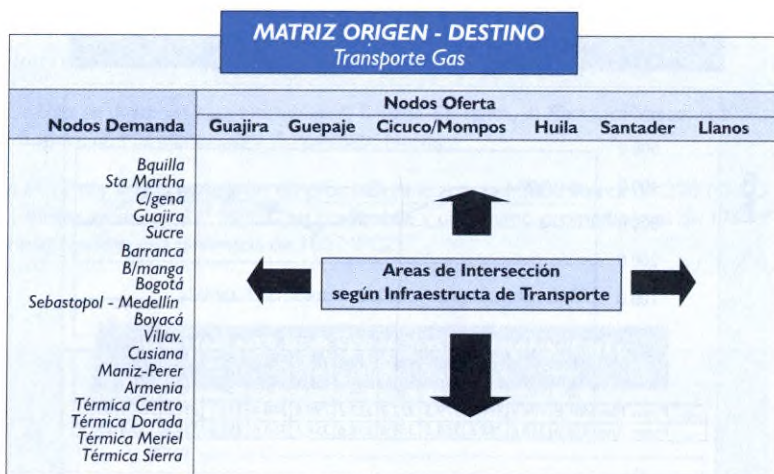 MATRIZ ORIGEN - DESTINO
Transporte Gas
Nodos Oferta
Nodos Demanda Guajira Guepaje Cicuco/Mompos Huila Santader Llanos
Bquilla
Sta Martha
C/gena
Guajira
Sucre
Barranca
B/manga
Bogotá
Sebastopol - Medellín
Boyacá
Villav.
Cusiana
Maniz-Perer
Armenia
Térmica Centro
Térmica Dorada
Térmica Meriel
Térmica Sierra
Areas de Intersección
según Infraestructa de Transporte